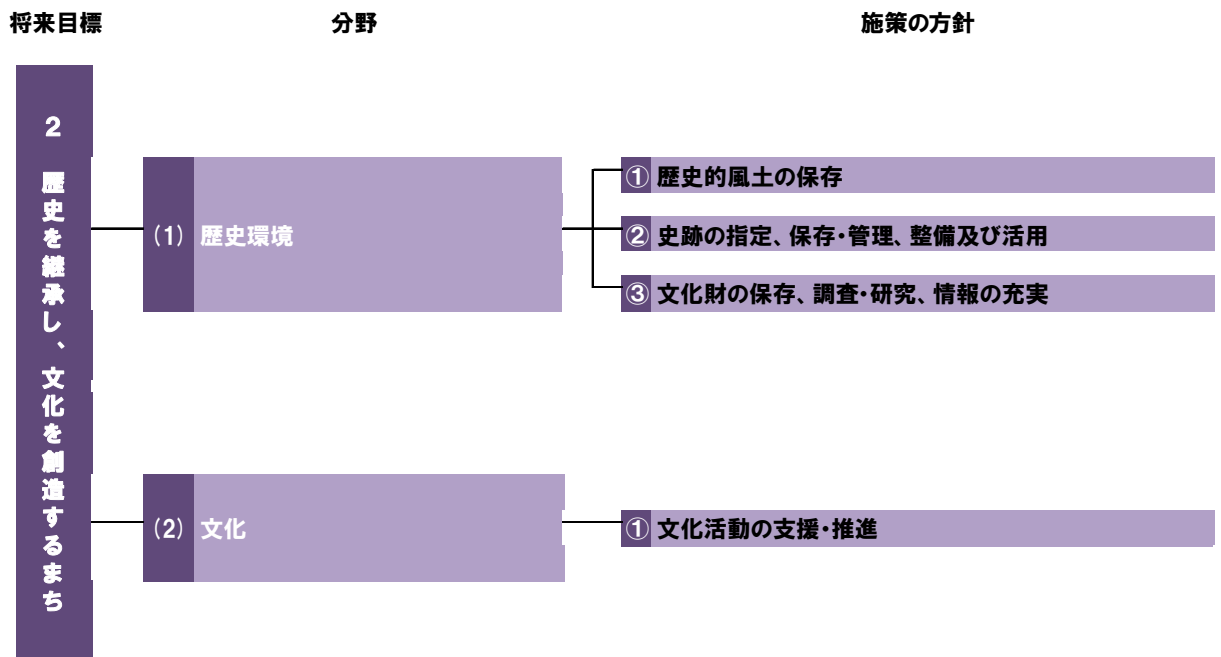 将来目標
分野
施策の方針
2 歴史を継承し、文化を創造するまち
(1) 歴史環境
① 歴史的風土の保存
② 史跡の指定、保存・管理、整備及び活用
③ 文化財の保存、調査・研究、情報の充実
(2) 文化
① 文化活動の支援・推進